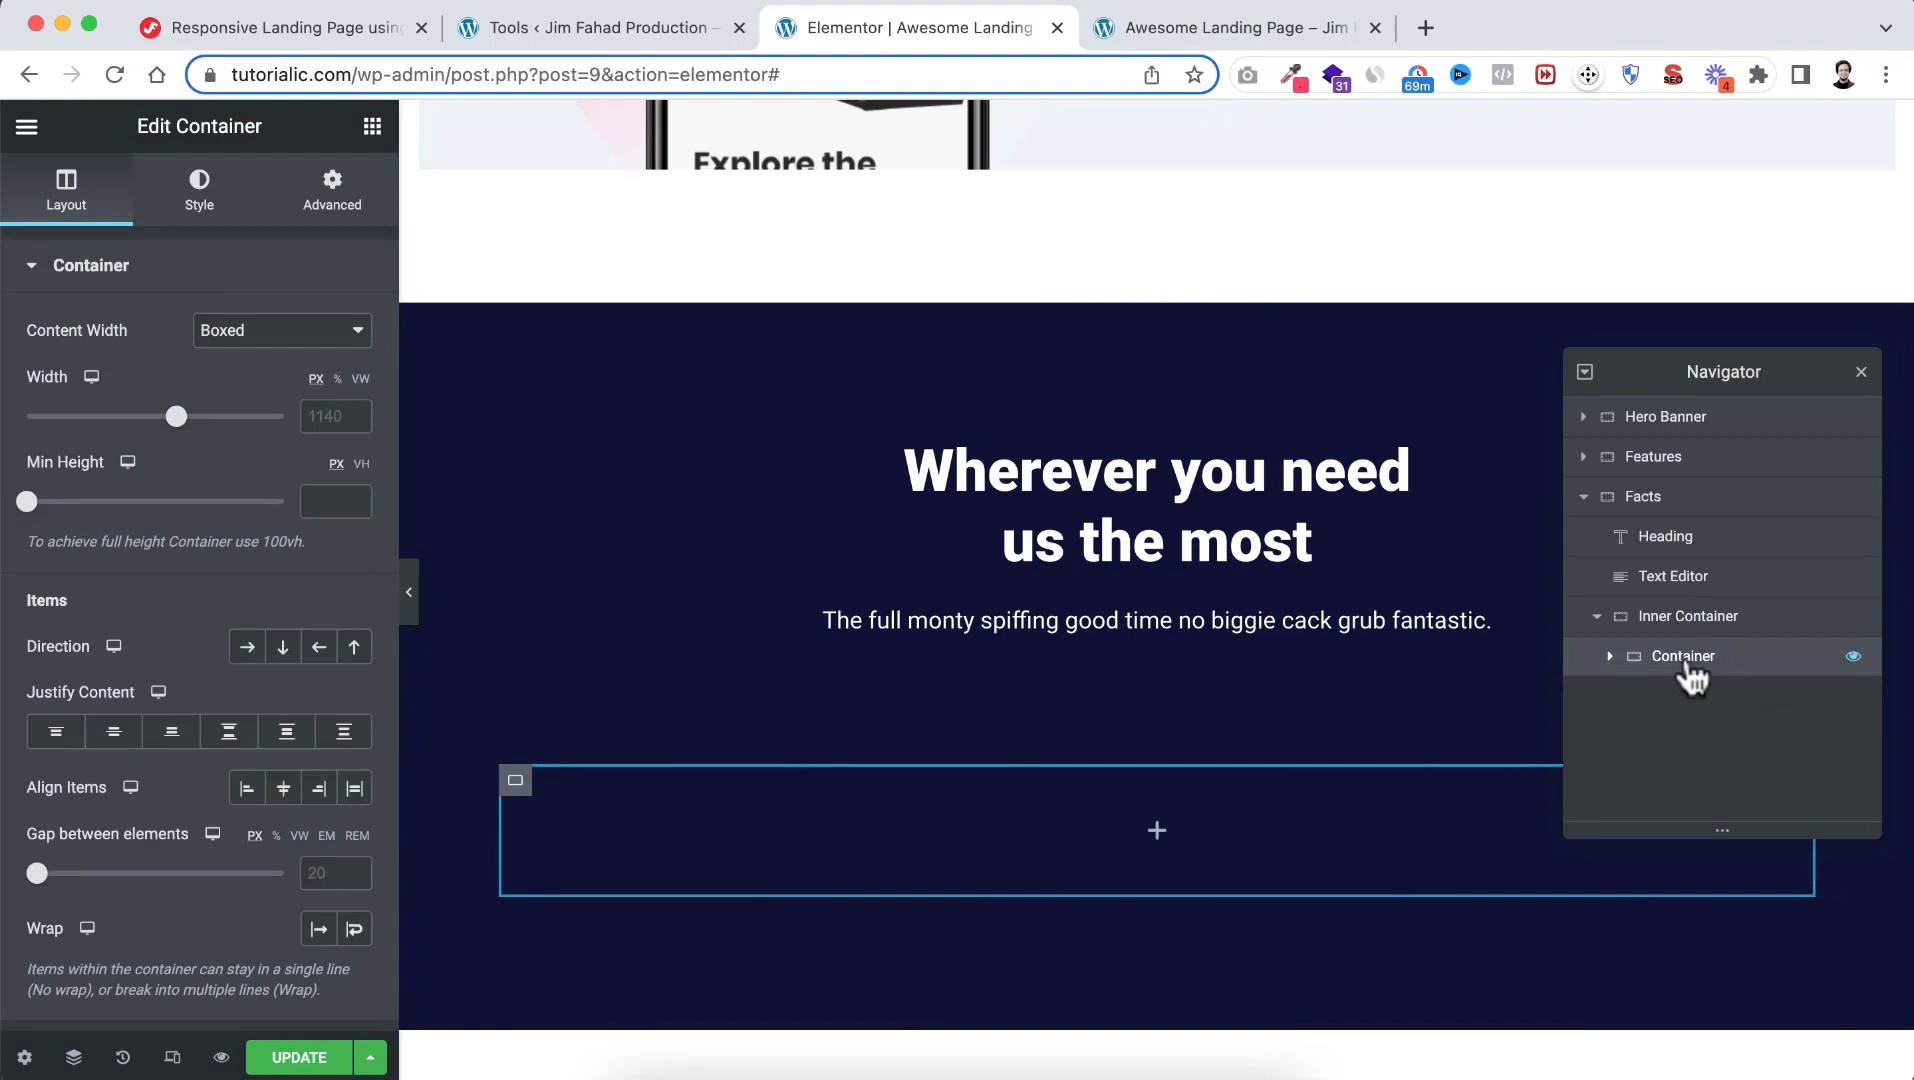 Responsive Landing Page using
Tools ‹ Jim Fahad Production –
Elementor | Awesome Landing
Awesome Landing Page – Jim
tutorialic.com/wp-admin/post.php?post=9&action=elementor#
31
69m
SEO
4
Edit Container
Layout
Style
Advanced
Container
Content Width
Boxed
Width
PX % VW
1140
Min Height
PX VH
To achieve full height Container use 100vh.
Items
Direction
Justify Content
Align Items
Gap between elements
PX % VW EM REM
20
Wrap
Items within the container can stay in a single line
(No wrap), or break into multiple lines (Wrap).
UPDATE
Explore the
Wherever you need
us the most
The full monty spiffing good time no biggie cack grub fantastic.
Navigator
Hero Banner
Features
Facts
Heading
Text Editor
Inner Container
Container